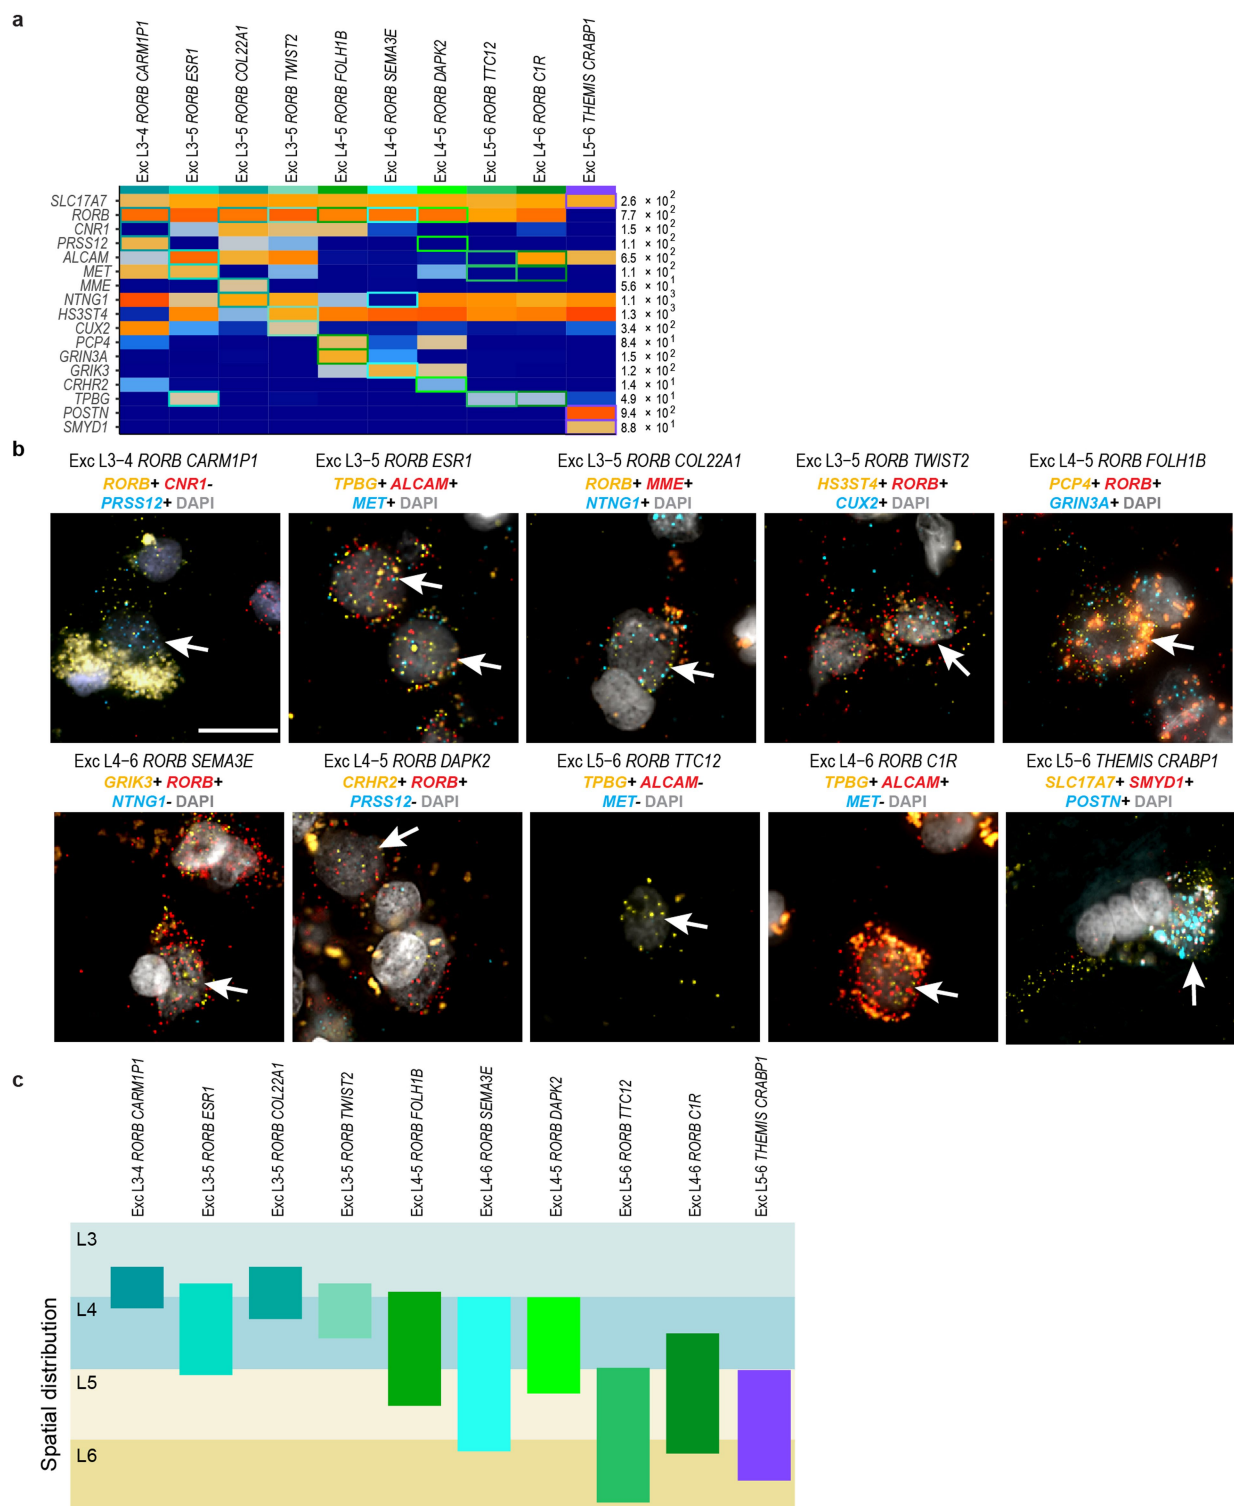 a
Exc L3–4 RORB CARM1P1
Exc L3–5 RORB ESR1
Exc L3–5 RORB COL22A1
Exc L3–5 RORB TWIST2
Exc L4–5 RORB FOLH1B
Exc L4–6 RORB SEMA3E
Exc L4–5 RORB DAPK2
Exc L5–6 RORB TTC12
Exc L4–6 RORB C1R
Exc L5–6 THEMIS CRABP1
SLC17A7 2.6 × 10²
RORB 7.7 × 10²
CNR1 1.5 × 10²
PRSS12 1.1 × 10²
ALCAM 6.5 × 10²
MET 1.1 × 10²
MME 5.6 × 10¹
NTNG1 1.1 × 10³
HS3ST4 1.3 × 10³
CUX2 3.4 × 10²
PCP4 8.4 × 10¹
GRIN3A 1.5 × 10²
GRIK3 1.2 × 10²
CRHR2 1.4 × 10¹
TPBG 4.9 × 10¹
POSTN 9.4 × 10²
SMYD1 8.8 × 10¹
b
Exc L3–4 RORB CARM1P1
RORB+ CNR1-
PRSS12+ DAPI
Exc L3–5 RORB ESR1
TPBG+ ALCAM+
MET+ DAPI
Exc L3–5 RORB COL22A1
RORB+ MME+
NTNG1+ DAPI
Exc L3–5 RORB TWIST2
HS3ST4+ RORB+
CUX2+ DAPI
Exc L4–5 RORB FOLH1B
PCP4+ RORB+
GRIN3A+ DAPI
Exc L4–6 RORB SEMA3E
GRIK3+ RORB+
NTNG1- DAPI
Exc L4–5 RORB DAPK2
CRHR2+ RORB+
PRSS12- DAPI
Exc L5–6 RORB TTC12
TPBG+ ALCAM-
MET- DAPI
Exc L4–6 RORB C1R
TPBG+ ALCAM+
MET- DAPI
Exc L5–6 THEMIS CRABP1
SLC17A7+ SMYD1+
POSTN+ DAPI
c
Exc L3–4 RORB CARM1P1
Exc L3–5 RORB ESR1
Exc L3–5 RORB COL22A1
Exc L3–5 RORB TWIST2
Exc L4–5 RORB FOLH1B
Exc L4–6 RORB SEMA3E
Exc L4–5 RORB DAPK2
Exc L5–6 RORB TTC12
Exc L4–6 RORB C1R
Exc L5–6 THEMIS CRABP1
Spatial distribution
L3
L4
L5
L6